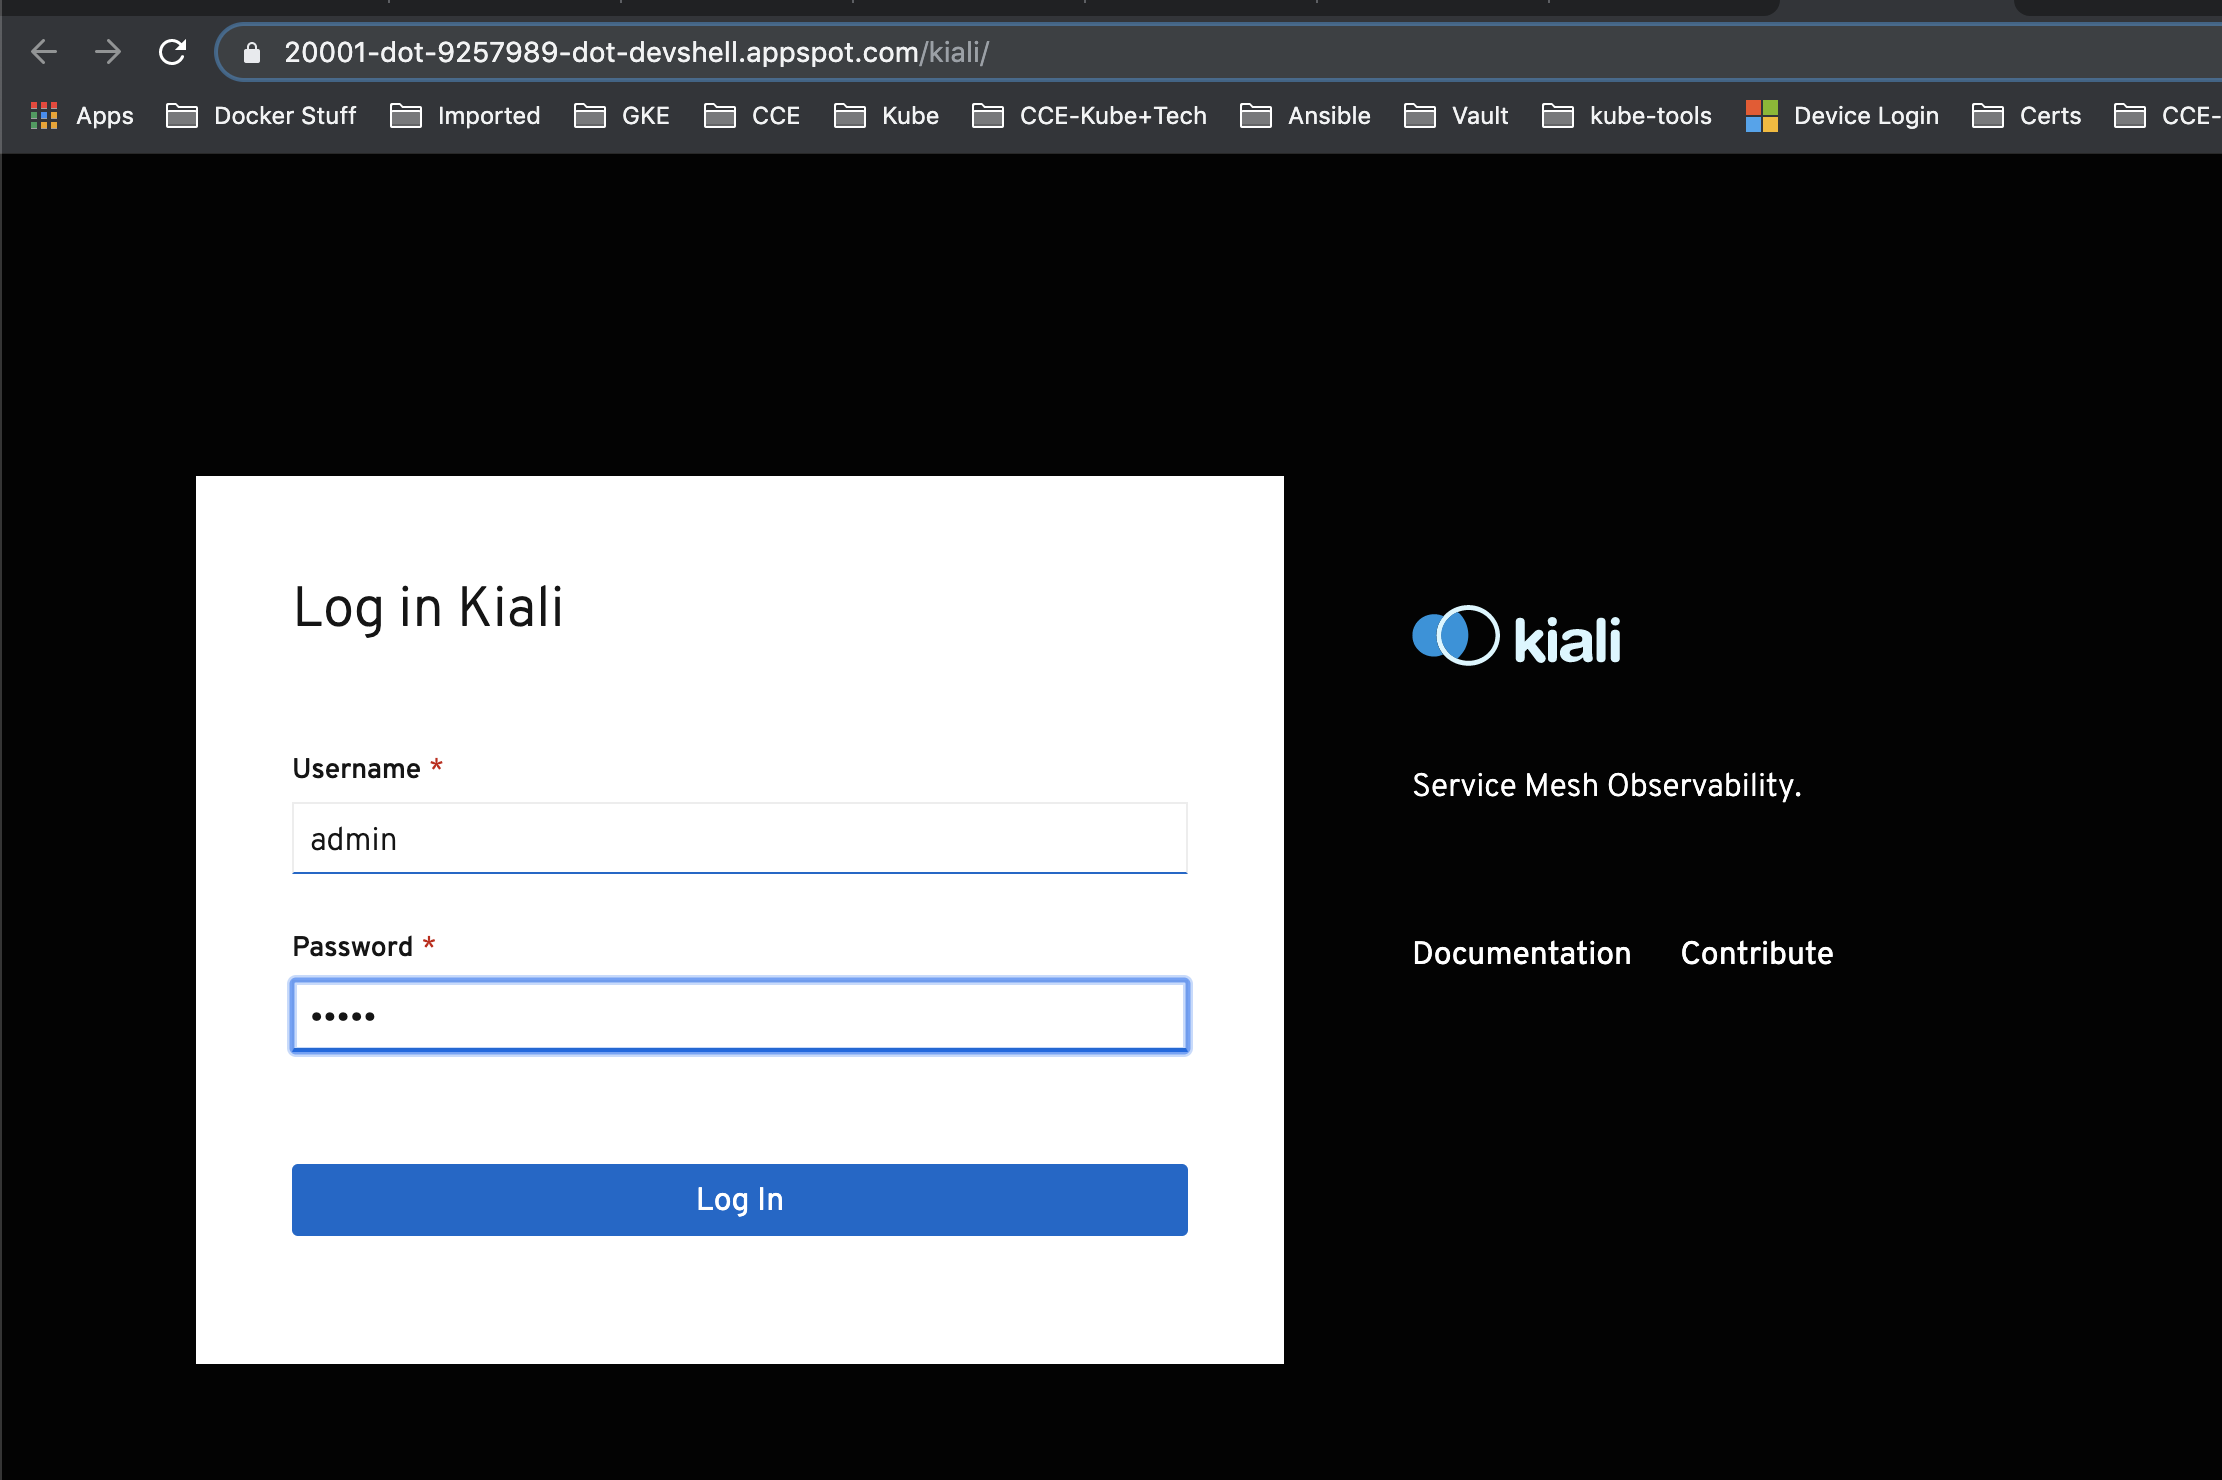 20001-dot-9257989-dot-devshell.appspot.com/kiali/
Apps Docker Stuff Imported GKE CCE Kube CCE-Kube+Tech Ansible Vault kube-tools Device Login Certs CCE-
Log in Kiali
Username *
admin
Password *
•••••
Log In
kiali
Service Mesh Observability.
Documentation Contribute